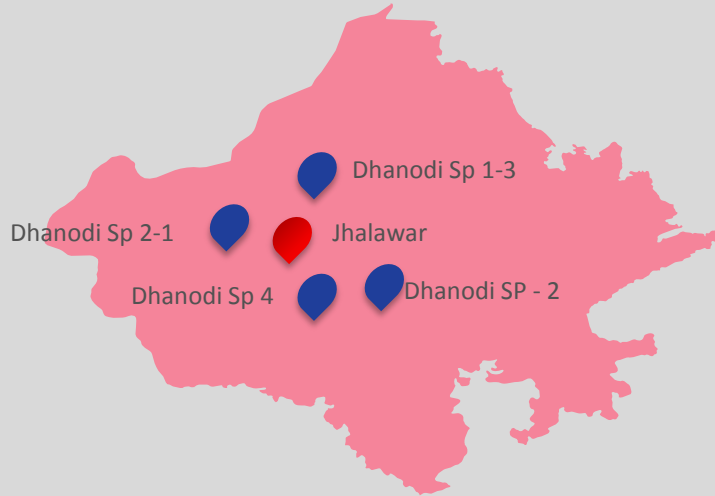 Dhanodi Sp 1-3
Dhanodi Sp 2-1
Jhalawar
Dhanodi Sp 4
Dhanodi SP - 2